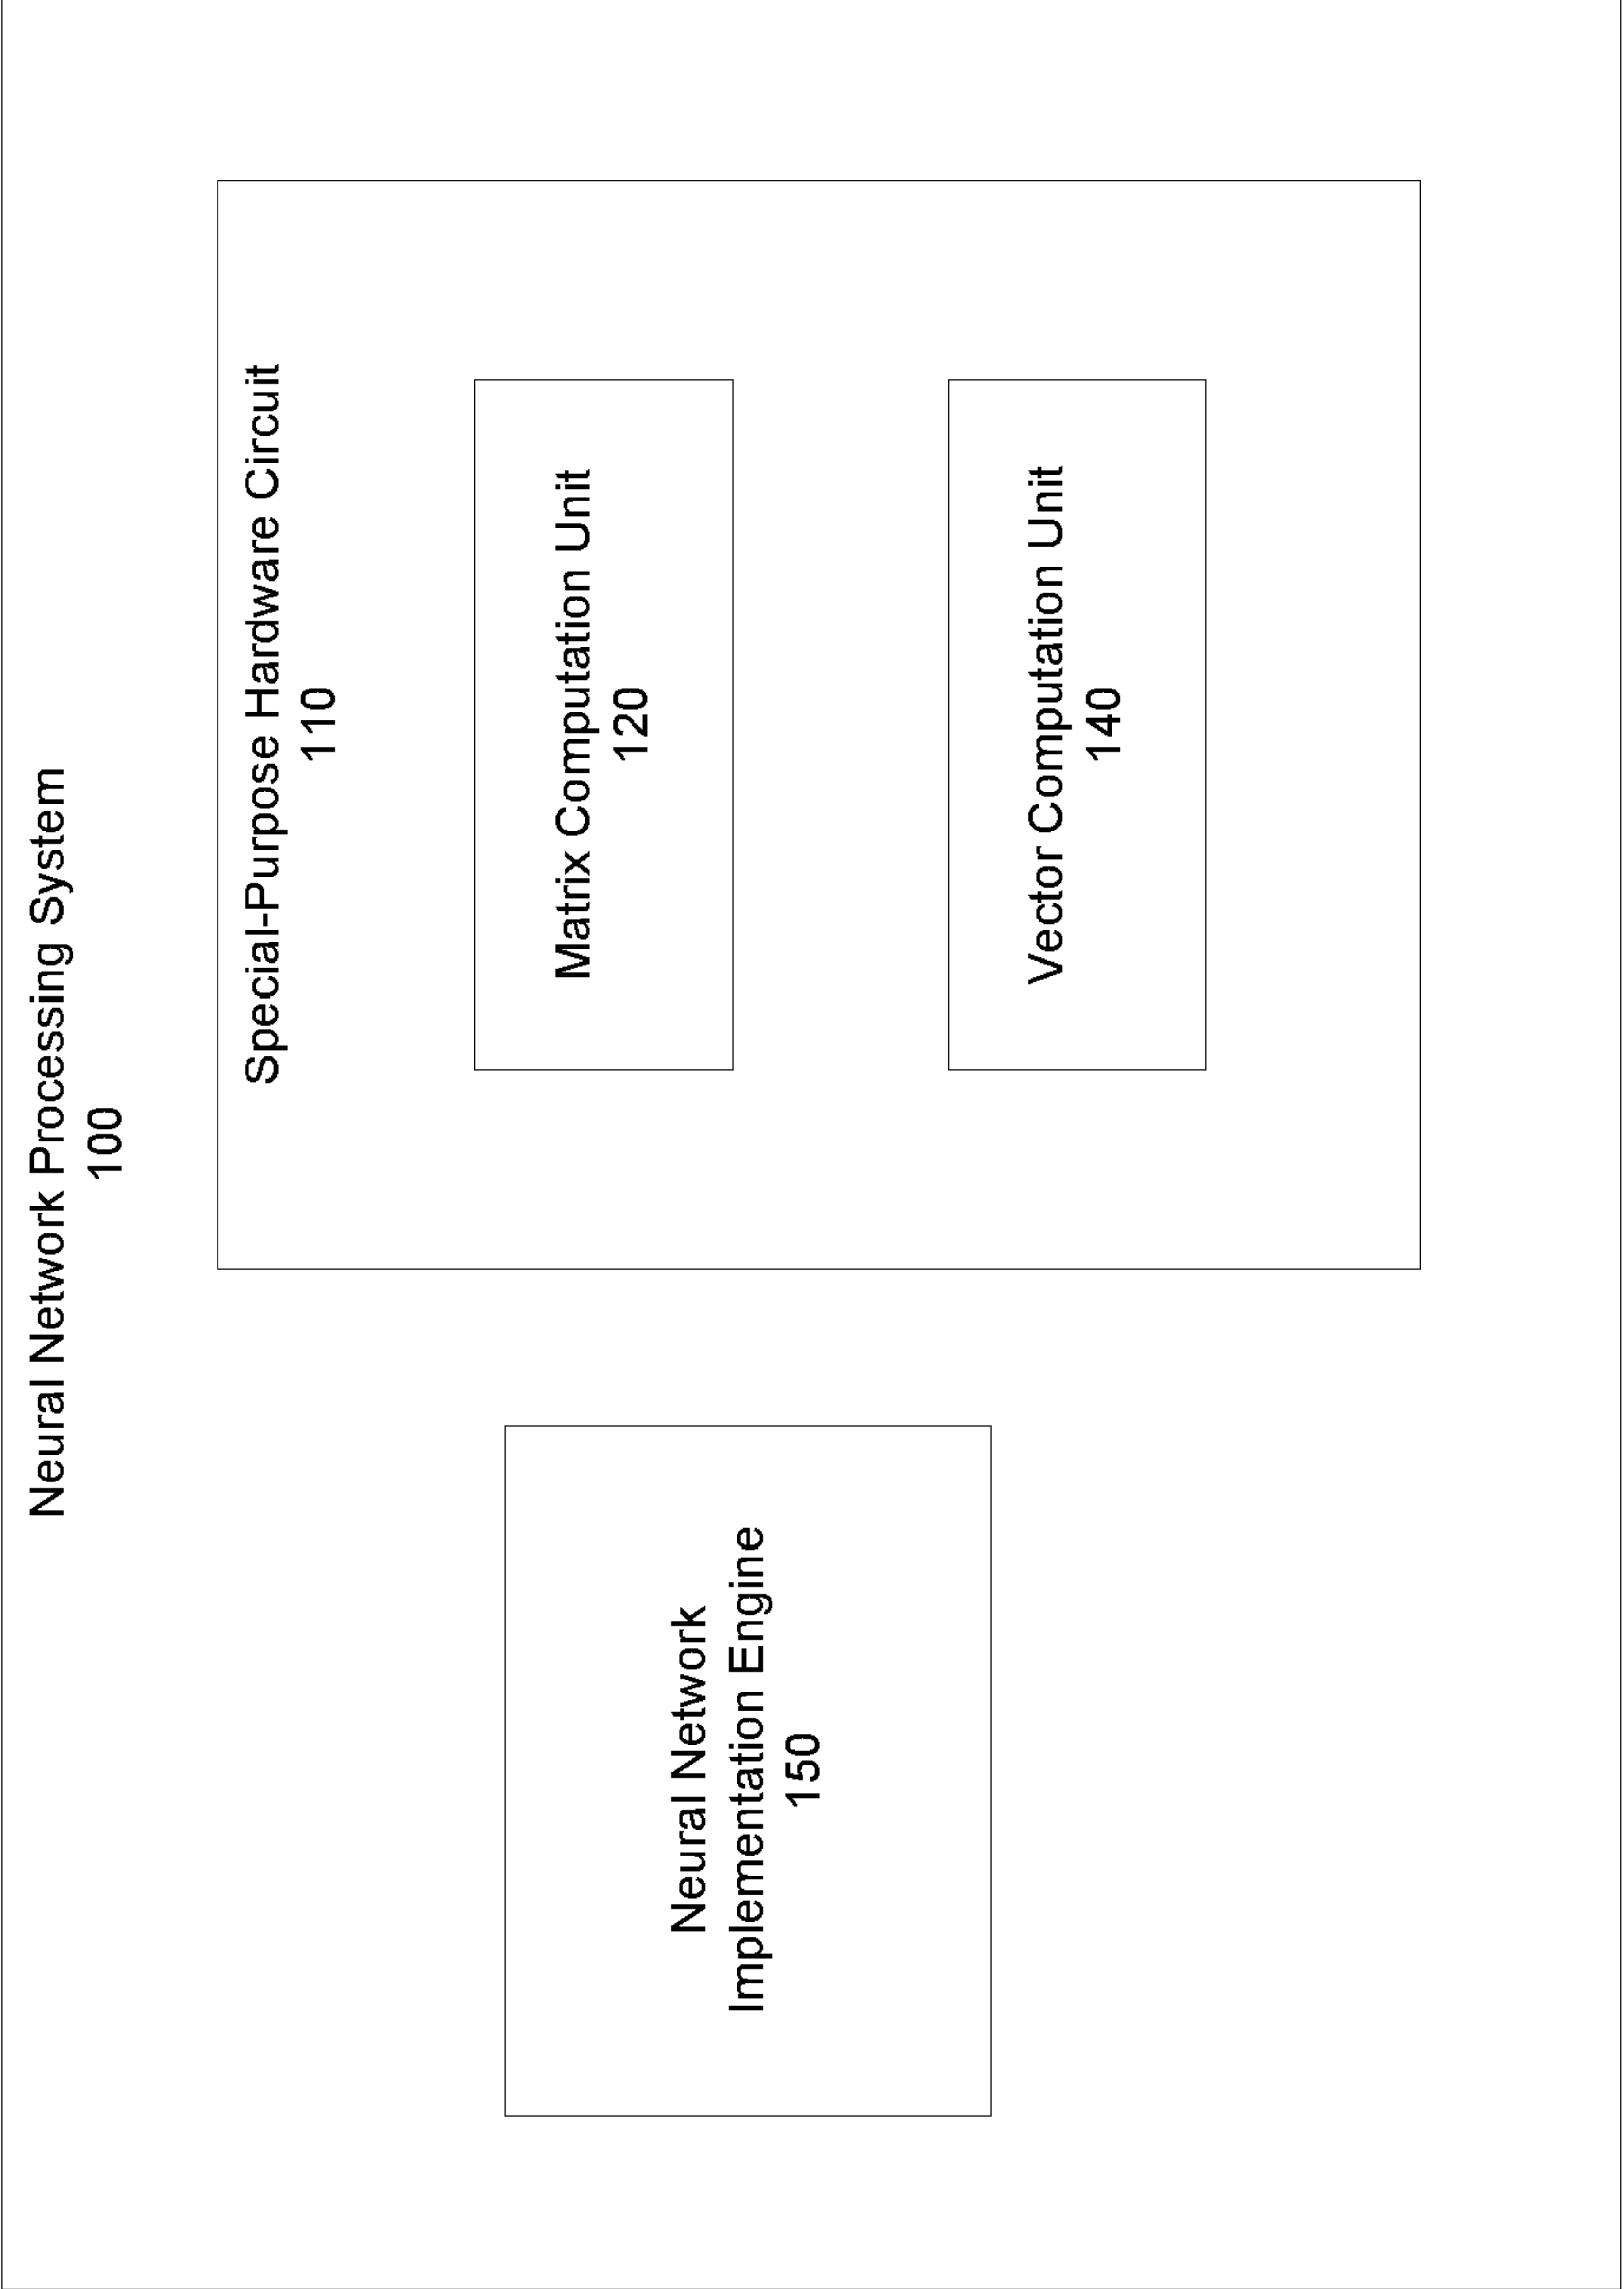 Neural Network Processing System
100
Neural Network
Implementation Engine
150
Special-Purpose Hardware Circuit
110
Matrix Computation Unit
120
Vector Computation Unit
140